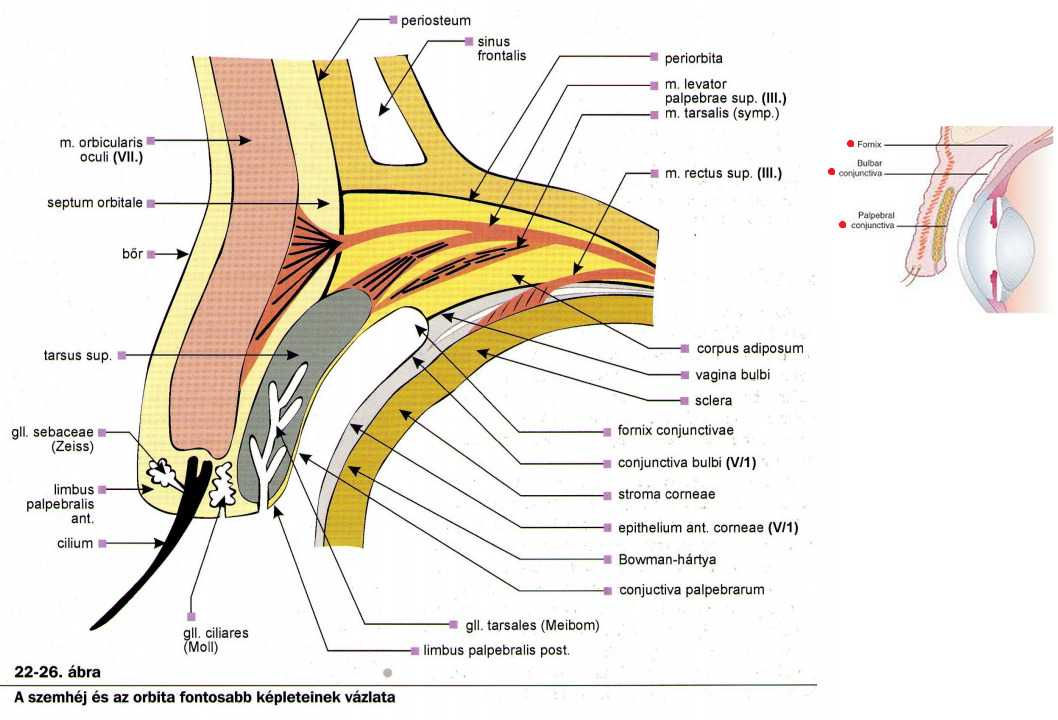 periosteum
sinus
frontalis
periorbita
m. levator
palpebrae sup. (III.)
m. tarsalis (symp.)
m. rectus sup. (III.)
m. orbicularis
oculi (VII.)
septum orbitale
bőr
tarsus sup.
gll. sebaceae
(Zeiss)
limbus
palpebralis
ant.
cilium
gll. ciliares
(Moll)
corpus adiposum
vagina bulbi
sclera
fornix conjunctivae
conjunctiva bulbi (V/1)
stroma corneae
epithelium ant. corneae (V/1)
Bowman-hártya
conjuctiva palpebrarum
gll. tarsales (Meibom)
limbus palpebralis post.
Fornix
Bulbar
conjunctiva
Palpebral
conjunctiva
22-26. ábra
A szemhéj és az orbita fontosabb képleteinek vázlata